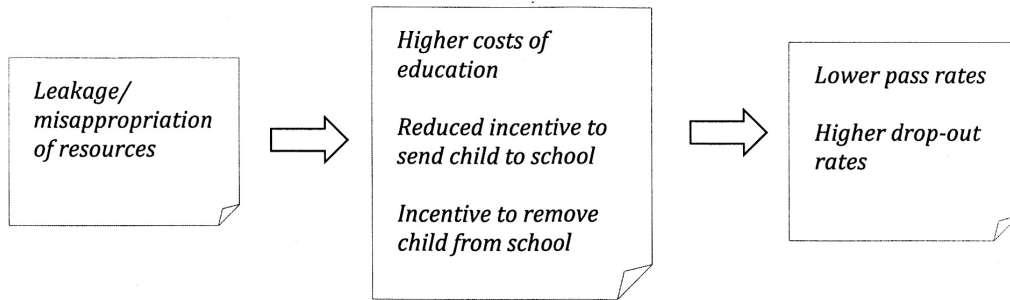 Leakage/
misappropriation
of resources
Higher costs of
education
Reduced incentive to
send child to school
Incentive to remove
child from school
Lower pass rates
Higher drop-out
rates